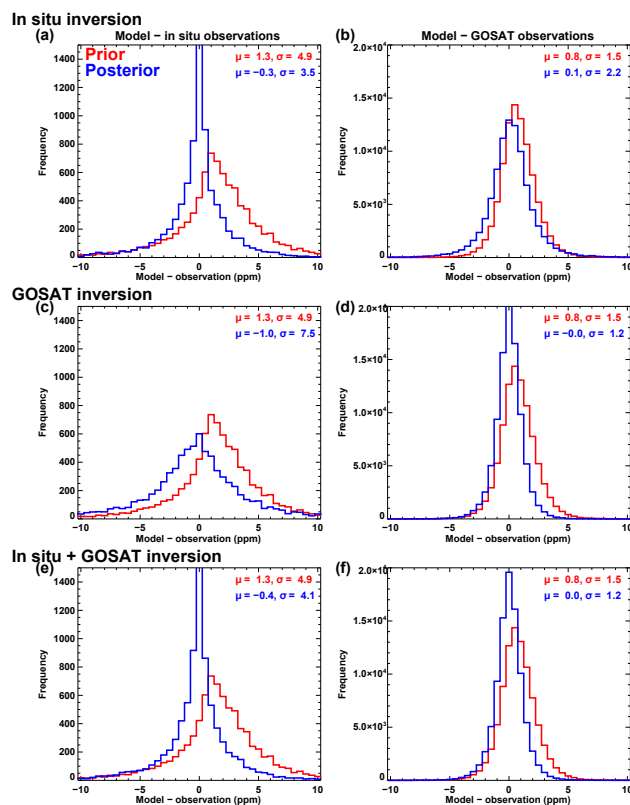 In situ inversion
(a) Model − in situ observations
Prior
Posterior
μ = 1.3, σ = 4.9
μ = −0.3, σ = 3.5
1400
1200
1000
800
600
400
200
0
Frequency
−10 −5 0 5 10
Model − observation (ppm)
(b) Model − GOSAT observations
μ = 0.8, σ = 1.5
μ = 0.1, σ = 2.2
2.0×10⁴
1.5×10⁴
1.0×10⁴
5.0×10³
0
Frequency
−10 −5 0 5 10
Model − observation (ppm)
GOSAT inversion
(c)
μ = 1.3, σ = 4.9
μ = −1.0, σ = 7.5
1400
1200
1000
800
600
400
200
0
Frequency
−10 −5 0 5 10
Model − observation (ppm)
(d)
μ = 0.8, σ = 1.5
μ = −0.0, σ = 1.2
2.0×10⁴
1.5×10⁴
1.0×10⁴
5.0×10³
0
Frequency
−10 −5 0 5 10
Model − observation (ppm)
In situ + GOSAT inversion
(e)
μ = 1.3, σ = 4.9
μ = −0.4, σ = 4.1
1400
1200
1000
800
600
400
200
0
Frequency
−10 −5 0 5 10
Model − observation (ppm)
(f)
μ = 0.8, σ = 1.5
μ = 0.0, σ = 1.2
2.0×10⁴
1.5×10⁴
1.0×10⁴
5.0×10³
0
Frequency
−10 −5 0 5 10
Model − observation (ppm)